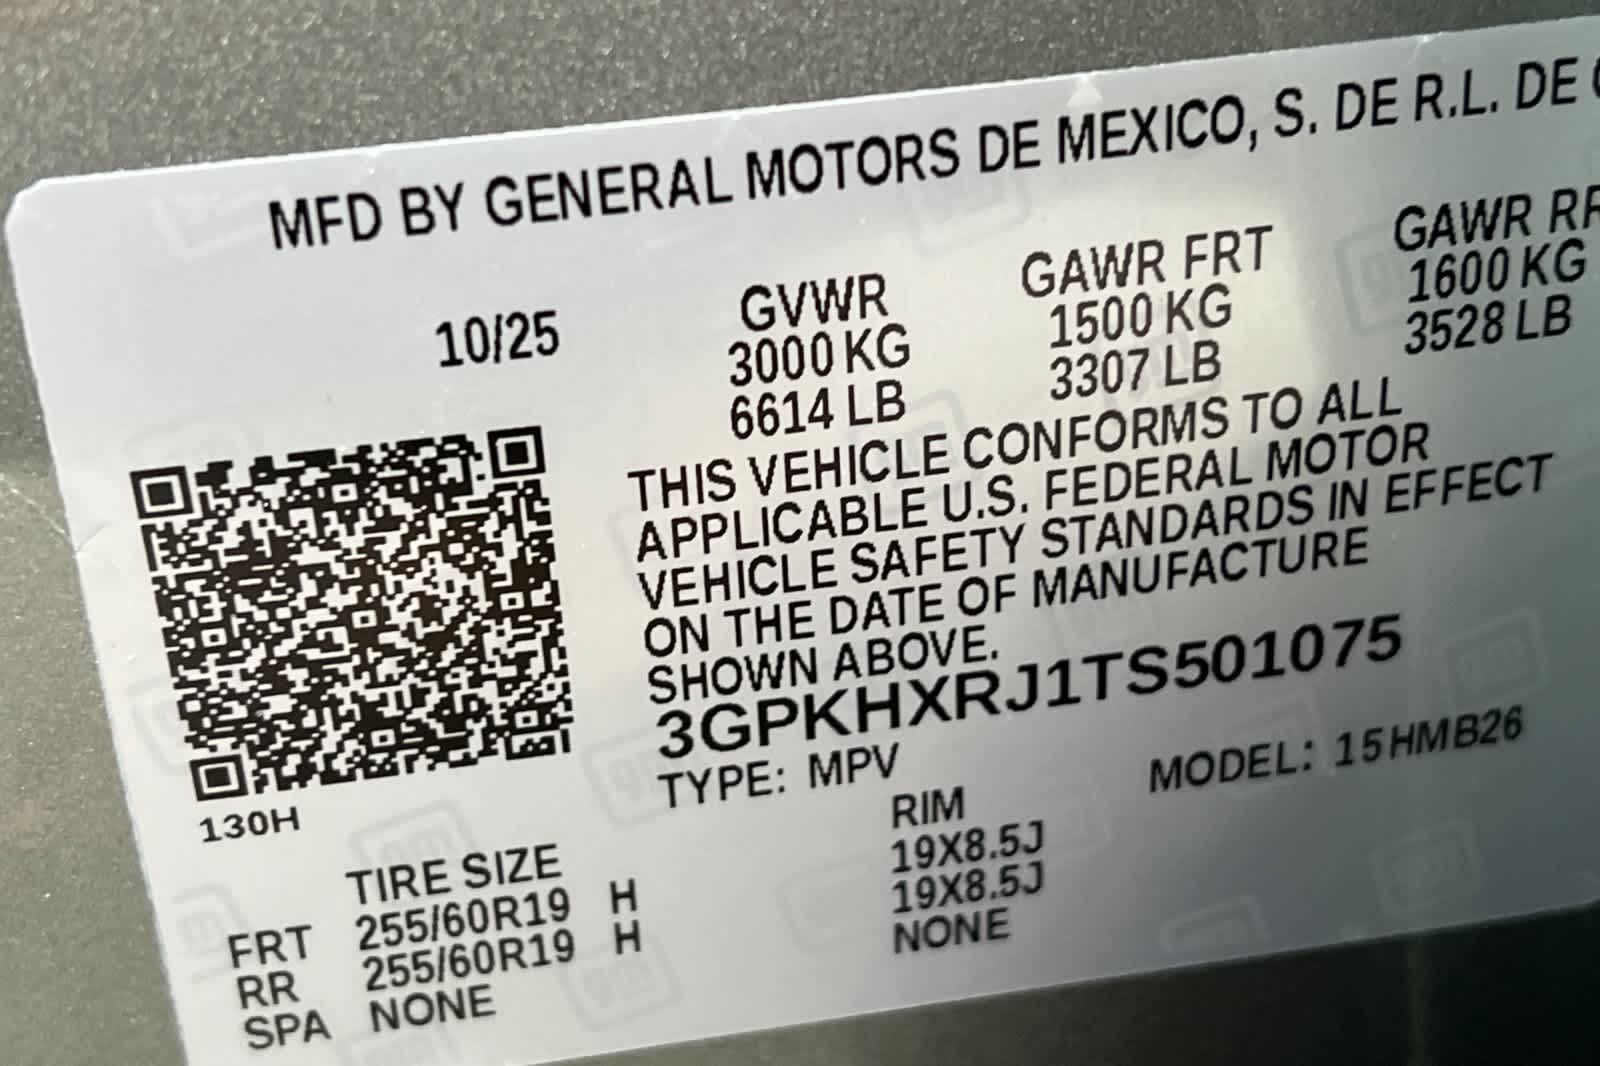 MFD BY GENERAL MOTORS DE MEXICO, S. DE R.L. DE
10/25
GVWR
3000 KG
6614 LB
GAWR FRT
1500 KG
3307 LB
GAWR RR
1600 KG
3528 LB
THIS VEHICLE CONFORMS TO ALL
APPLICABLE U.S. FEDERAL MOTOR
VEHICLE SAFETY STANDARDS IN EFFECT
ON THE DATE OF MANUFACTURE
SHOWN ABOVE.
3GPKHXRJ1TS501075
TYPE: MPV
MODEL: 15HMB26
130H
TIRE SIZE
RIM
FRT 255/60R19 H 19X8.5J
RR 255/60R19 H 19X8.5J
SPA NONE NONE